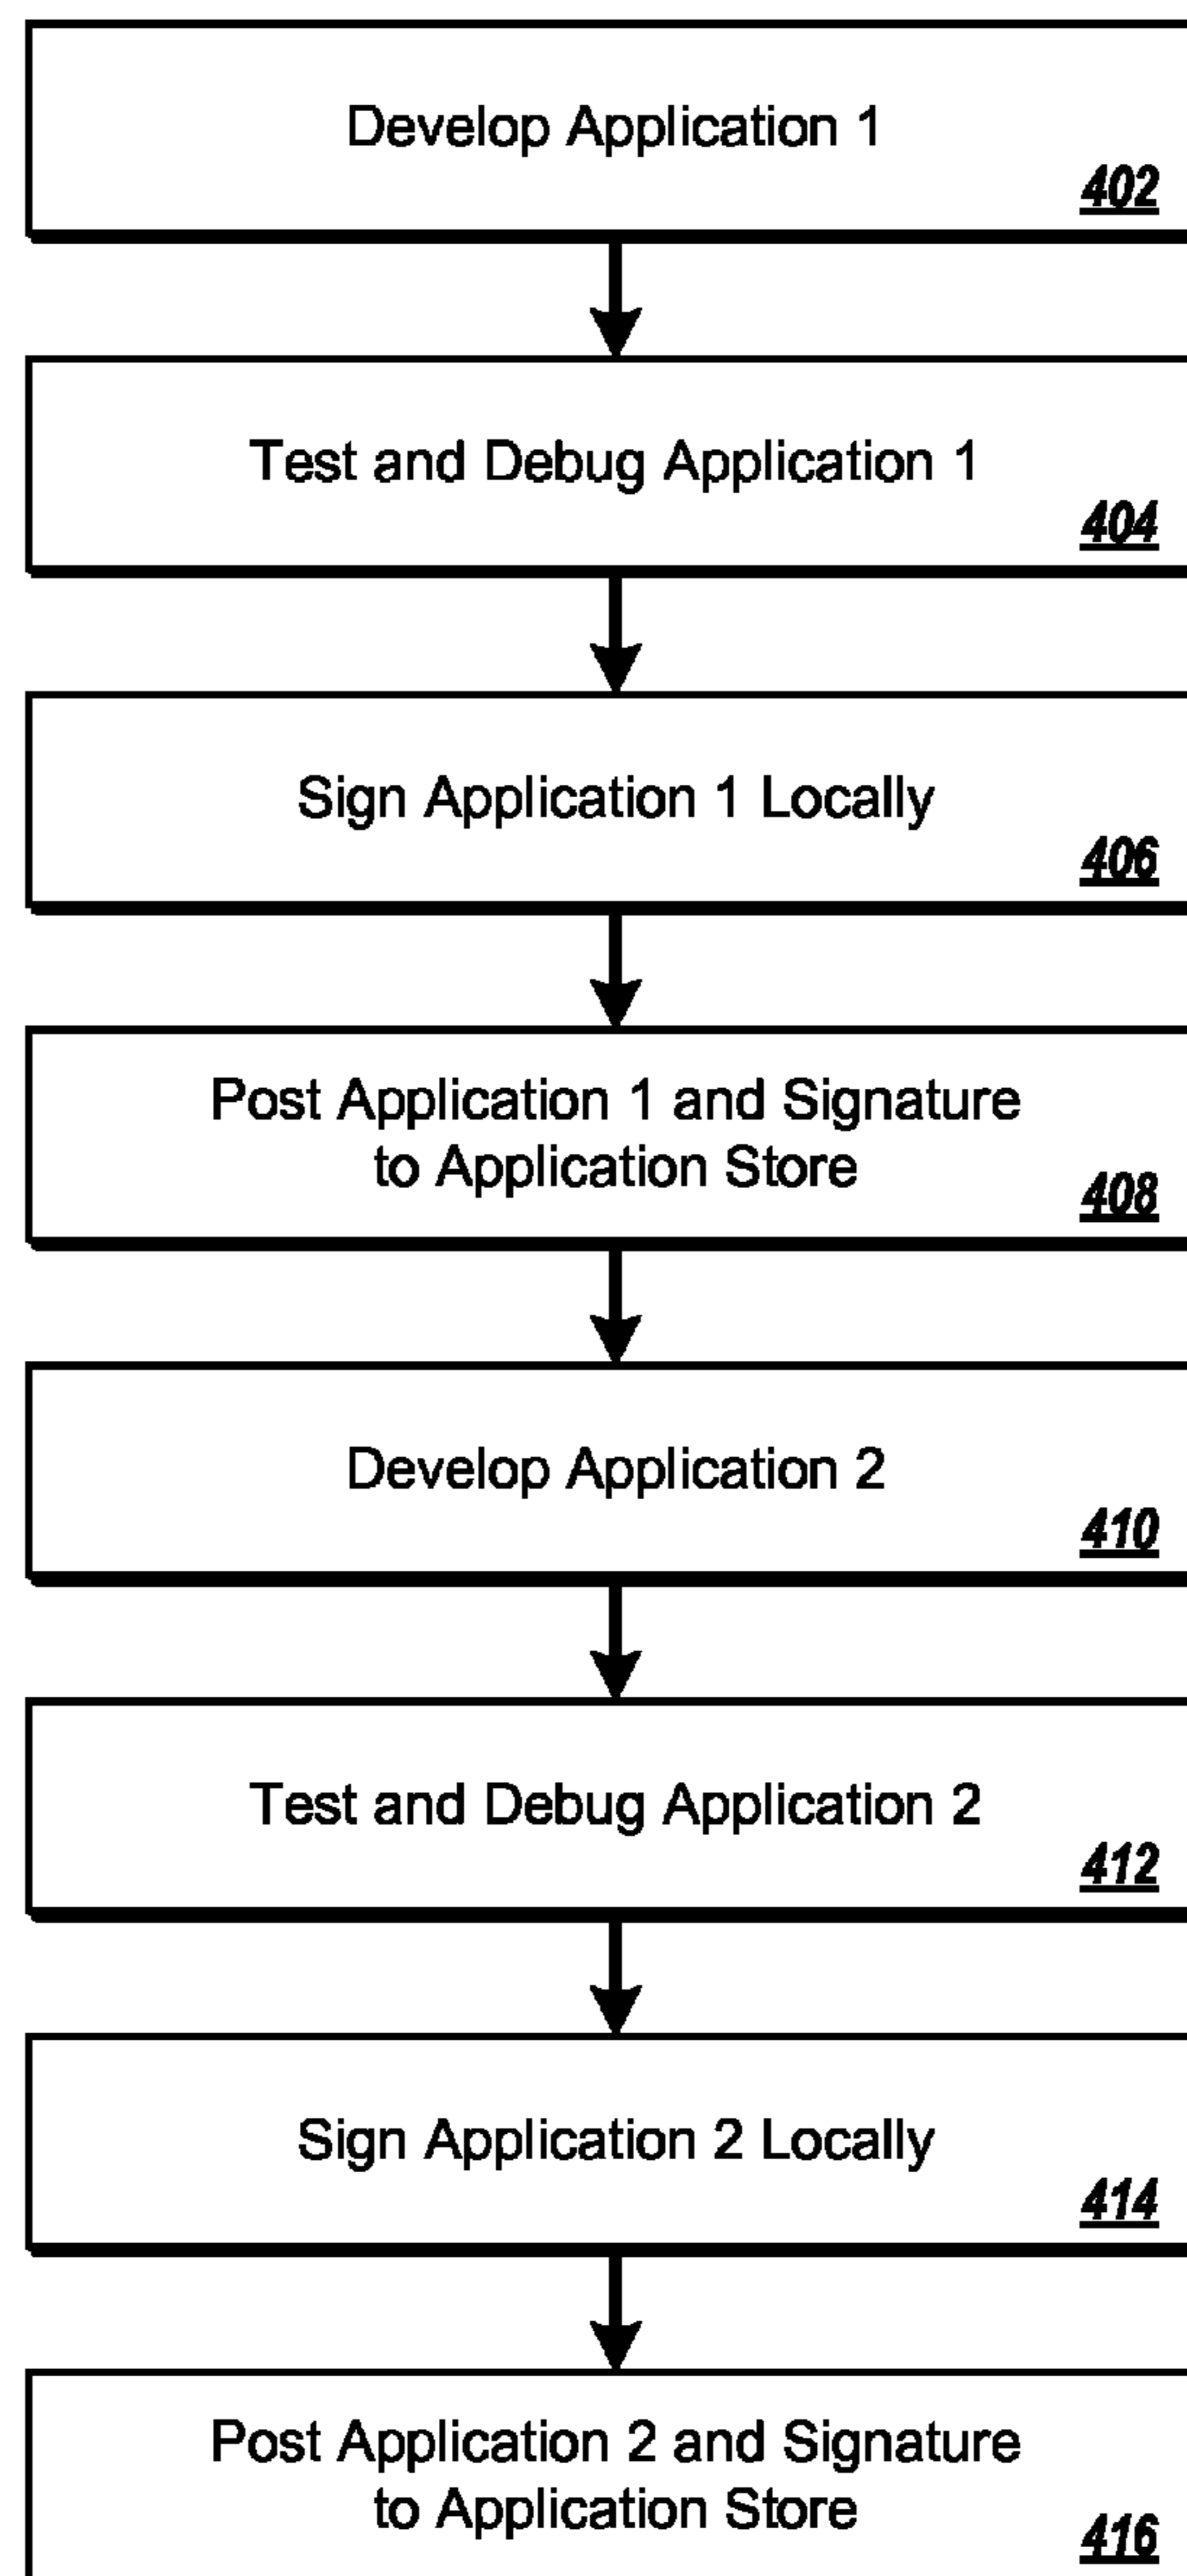 Develop Application 1
402
Test and Debug Application 1
404
Sign Application 1 Locally
406
Post Application 1 and Signature
to Application Store
408
Develop Application 2
410
Test and Debug Application 2
412
Sign Application 2 Locally
414
Post Application 2 and Signature
to Application Store
416